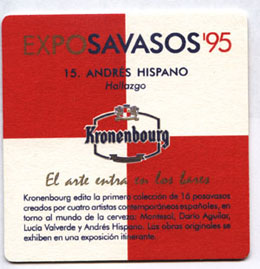 EXPOSAVASOS'95
15. ANDRÉS HISPANO
Hallazgo
Kronenbourg
El arte entra en los bares
Kronenbourg edita la primera colección de 16 posavasos
creados por cuatro artistas contemporáneos españoles, en
torno al mundo de la cerveza: Montesol, Darío Aguilar,
Lucía Valverde y Andrés Hispano. Las obras originales se
exhiben en una exposición itinerante.